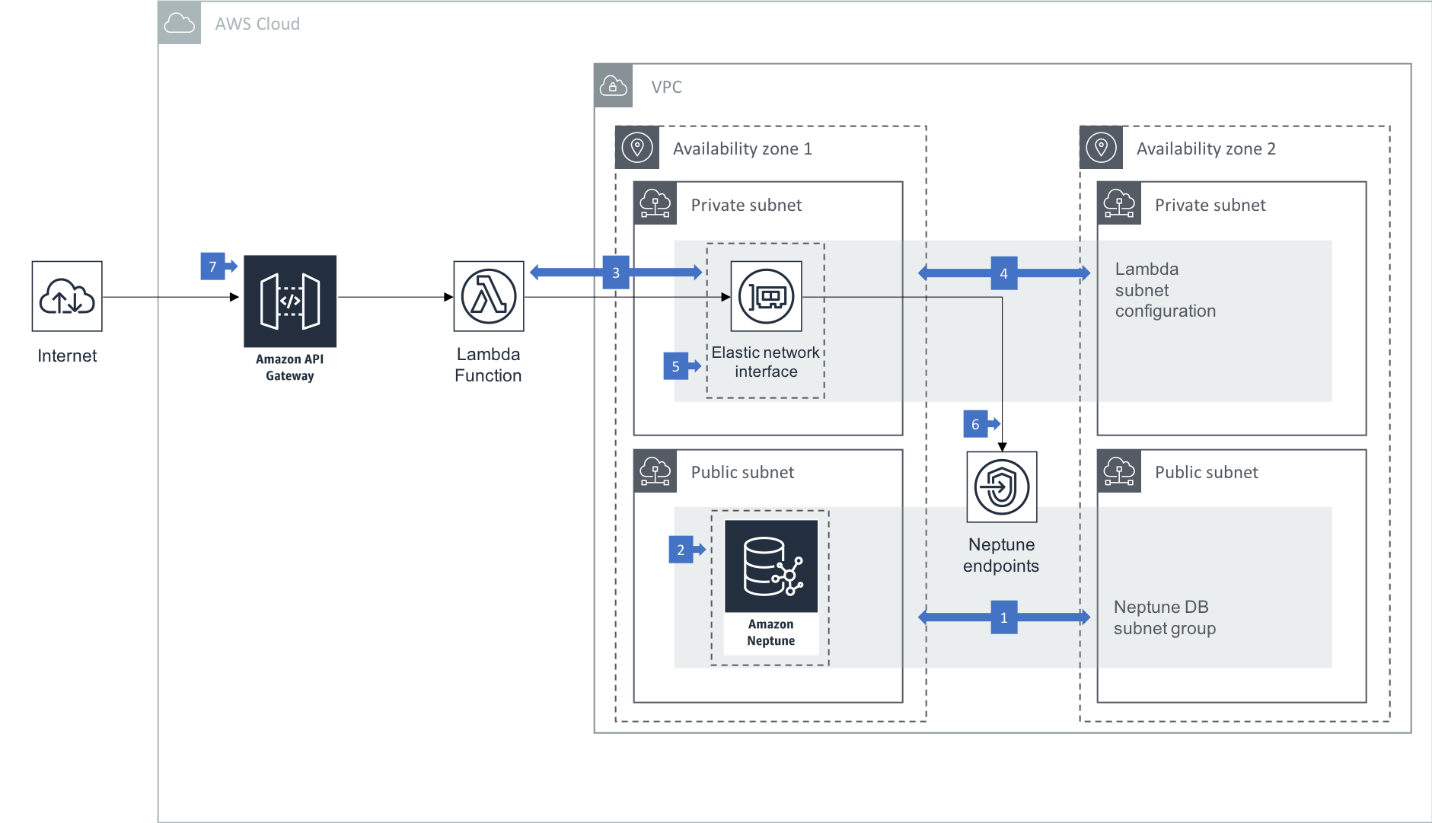 AWS Cloud
VPC
Availability zone 1
Availability zone 2
Private subnet
Private subnet
7
3
4
Lambda
subnet
configuration
Internet
Amazon API
Gateway
Lambda
Function
5
Elastic network
interface
6
Public subnet
Public subnet
2
Neptune
endpoints
Amazon
Neptune
1
Neptune DB
subnet group